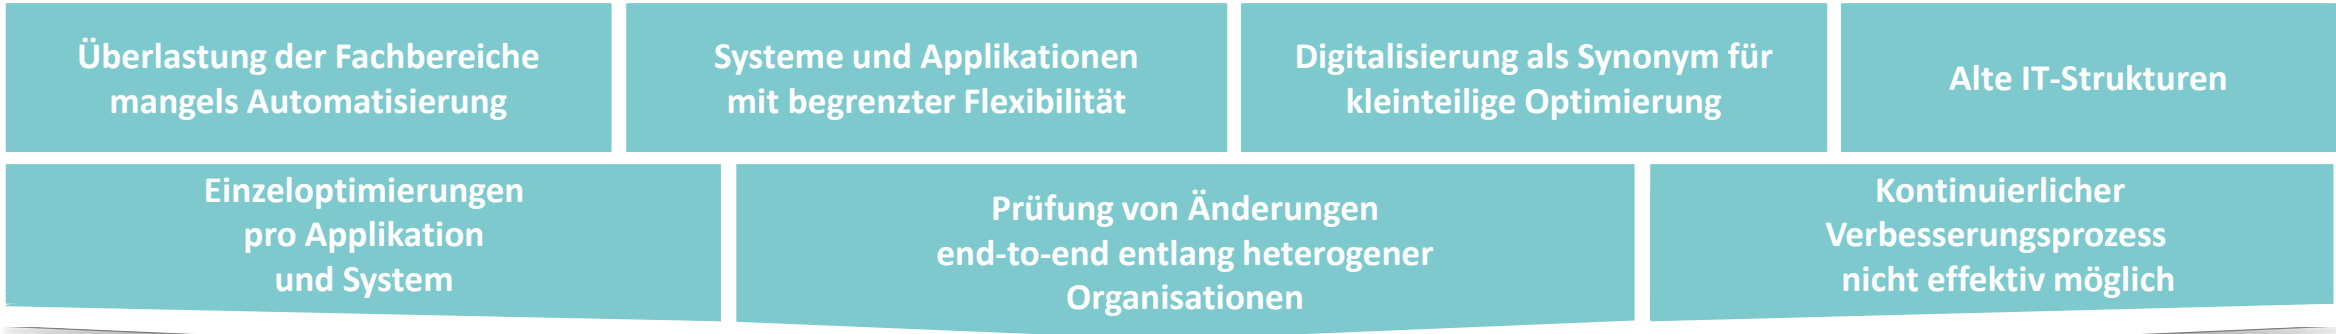 Überlastung der Fachbereiche
mangels Automatisierung
Systeme und Applikationen
mit begrenzter Flexibilität
Digitalisierung als Synonym für
kleinteilige Optimierung
Alte IT-Strukturen
Einzeloptimierungen
pro Applikation
und System
Prüfung von Änderungen
end-to-end entlang heterogener
Organisationen
Kontinuierlicher
Verbesserungsprozess
nicht effektiv möglich